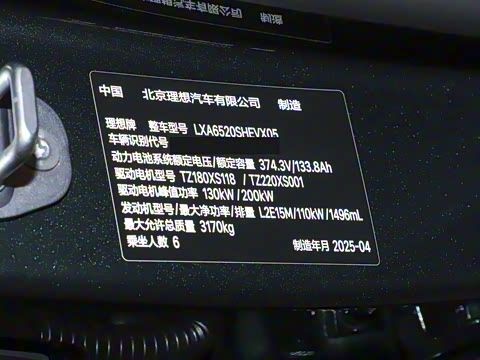 中国 北京理想汽车有限公司 制造
理想牌 整车型号 LXA6520SHEVX05
车辆识别代号
动力电池系统额定电压/额定容量 374.3V/133.8Ah
驱动电机型号 TZ180XS118 / TZ220XS001
驱动电机峰值功率 130kW/200kW
发动机型号/最大净功率/排量 L2E15M/110kW/1496mL
最大允许总质量 3170kg
乘坐人数 6 制造年月 2025-04